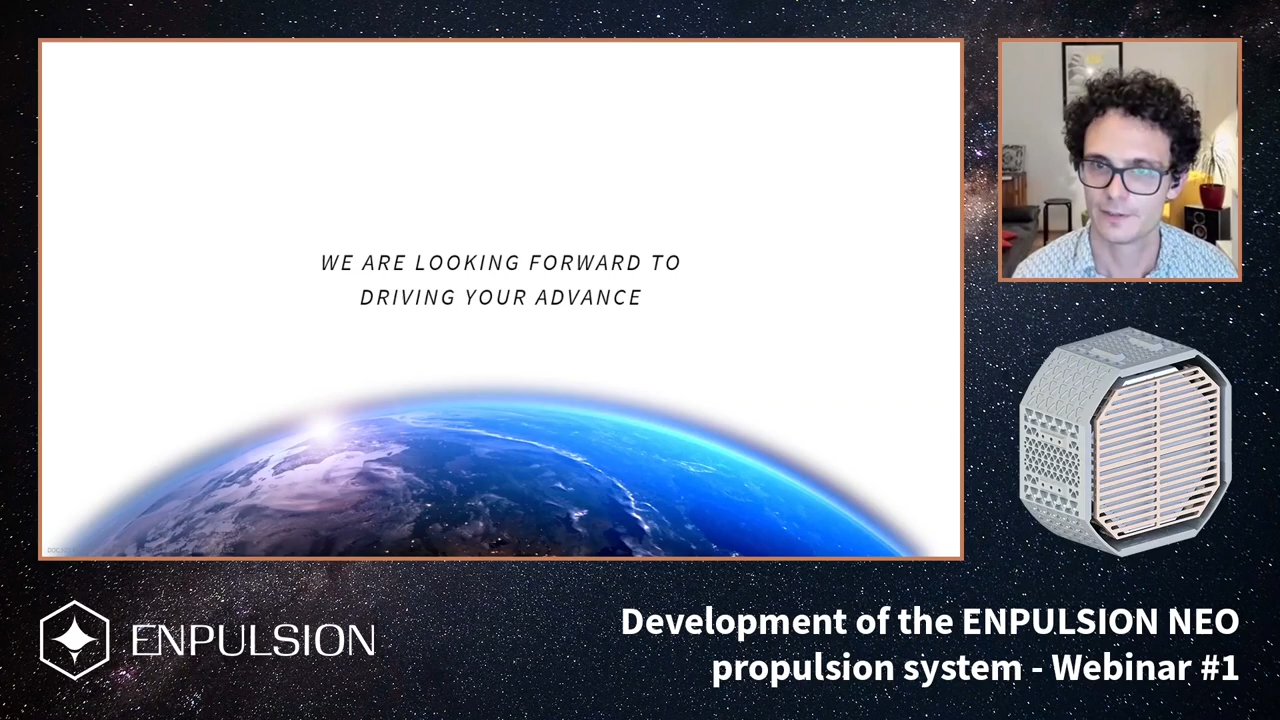 WE ARE LOOKING FORWARD TO
DRIVING YOUR ADVANCE
ENPULSION
Development of the ENPULSION NEO
propulsion system - Webinar #1